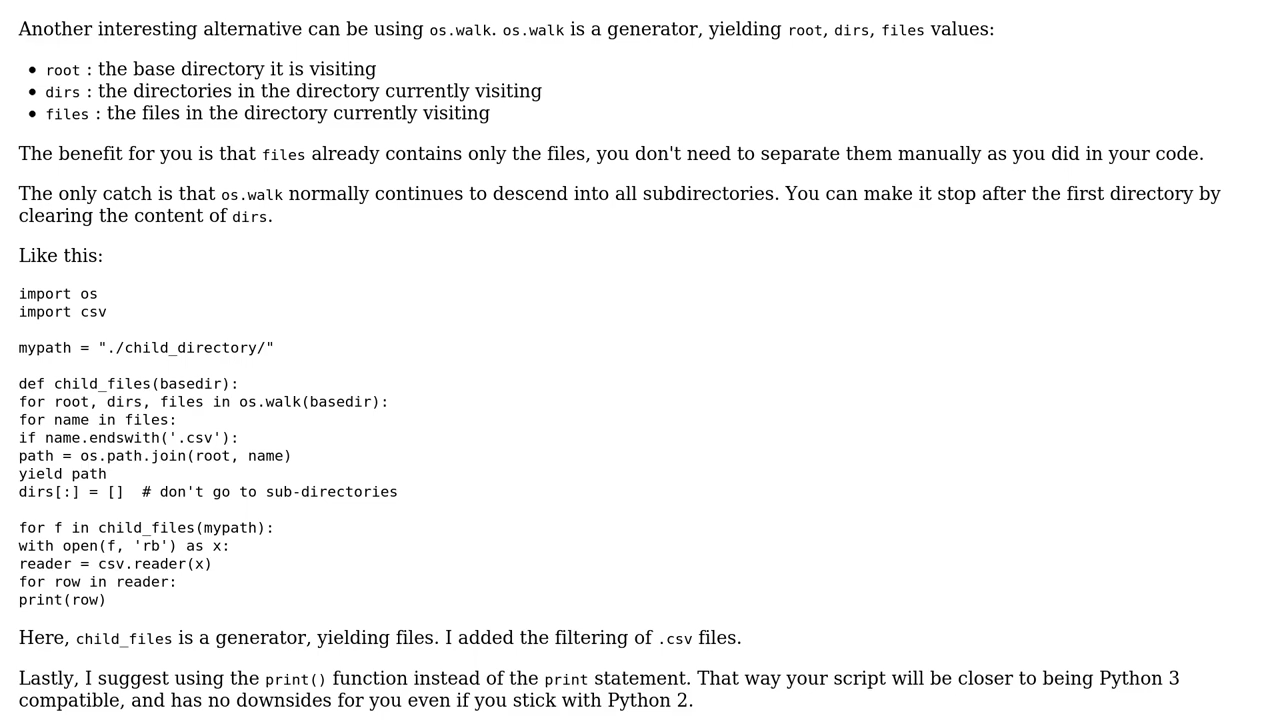 Another interesting alternative can be using os.walk. os.walk is a generator, yielding root, dirs, files values:
• root : the base directory it is visiting
• dirs : the directories in the directory currently visiting
• files : the files in the directory currently visiting
The benefit for you is that files already contains only the files, you don't need to separate them manually as you did in your code.
The only catch is that os.walk normally continues to descend into all subdirectories. You can make it stop after the first directory by
clearing the content of dirs.
Like this:
import os
import csv
mypath = "./child_directory/"
def child_files(basedir):
for root, dirs, files in os.walk(basedir):
for name in files:
if name.endswith('.csv'):
path = os.path.join(root, name)
yield path
dirs[:] = []  # don't go to sub-directories
for f in child_files(mypath):
with open(f, 'rb') as x:
reader = csv.reader(x)
for row in reader:
print(row)
Here, child_files is a generator, yielding files. I added the filtering of .csv files.
Lastly, I suggest using the print() function instead of the print statement. That way your script will be closer to being Python 3
compatible, and has no downsides for you even if you stick with Python 2.